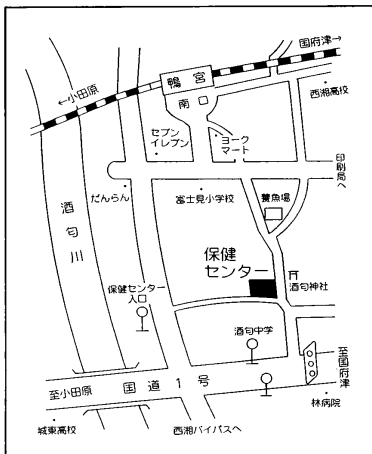 国府津→
鴨宮
←小田原
南
西湘高校
セブン
イレブン
ヨーク
マート
印刷局へ
だんらん
富士見小学校
養魚場
酒匂川
保健
センター
酒匂神社
保健センター
入口
酒匂中学
至国府津
至小田原
国道1号
林病院
城東高校
西湘バイパスへ